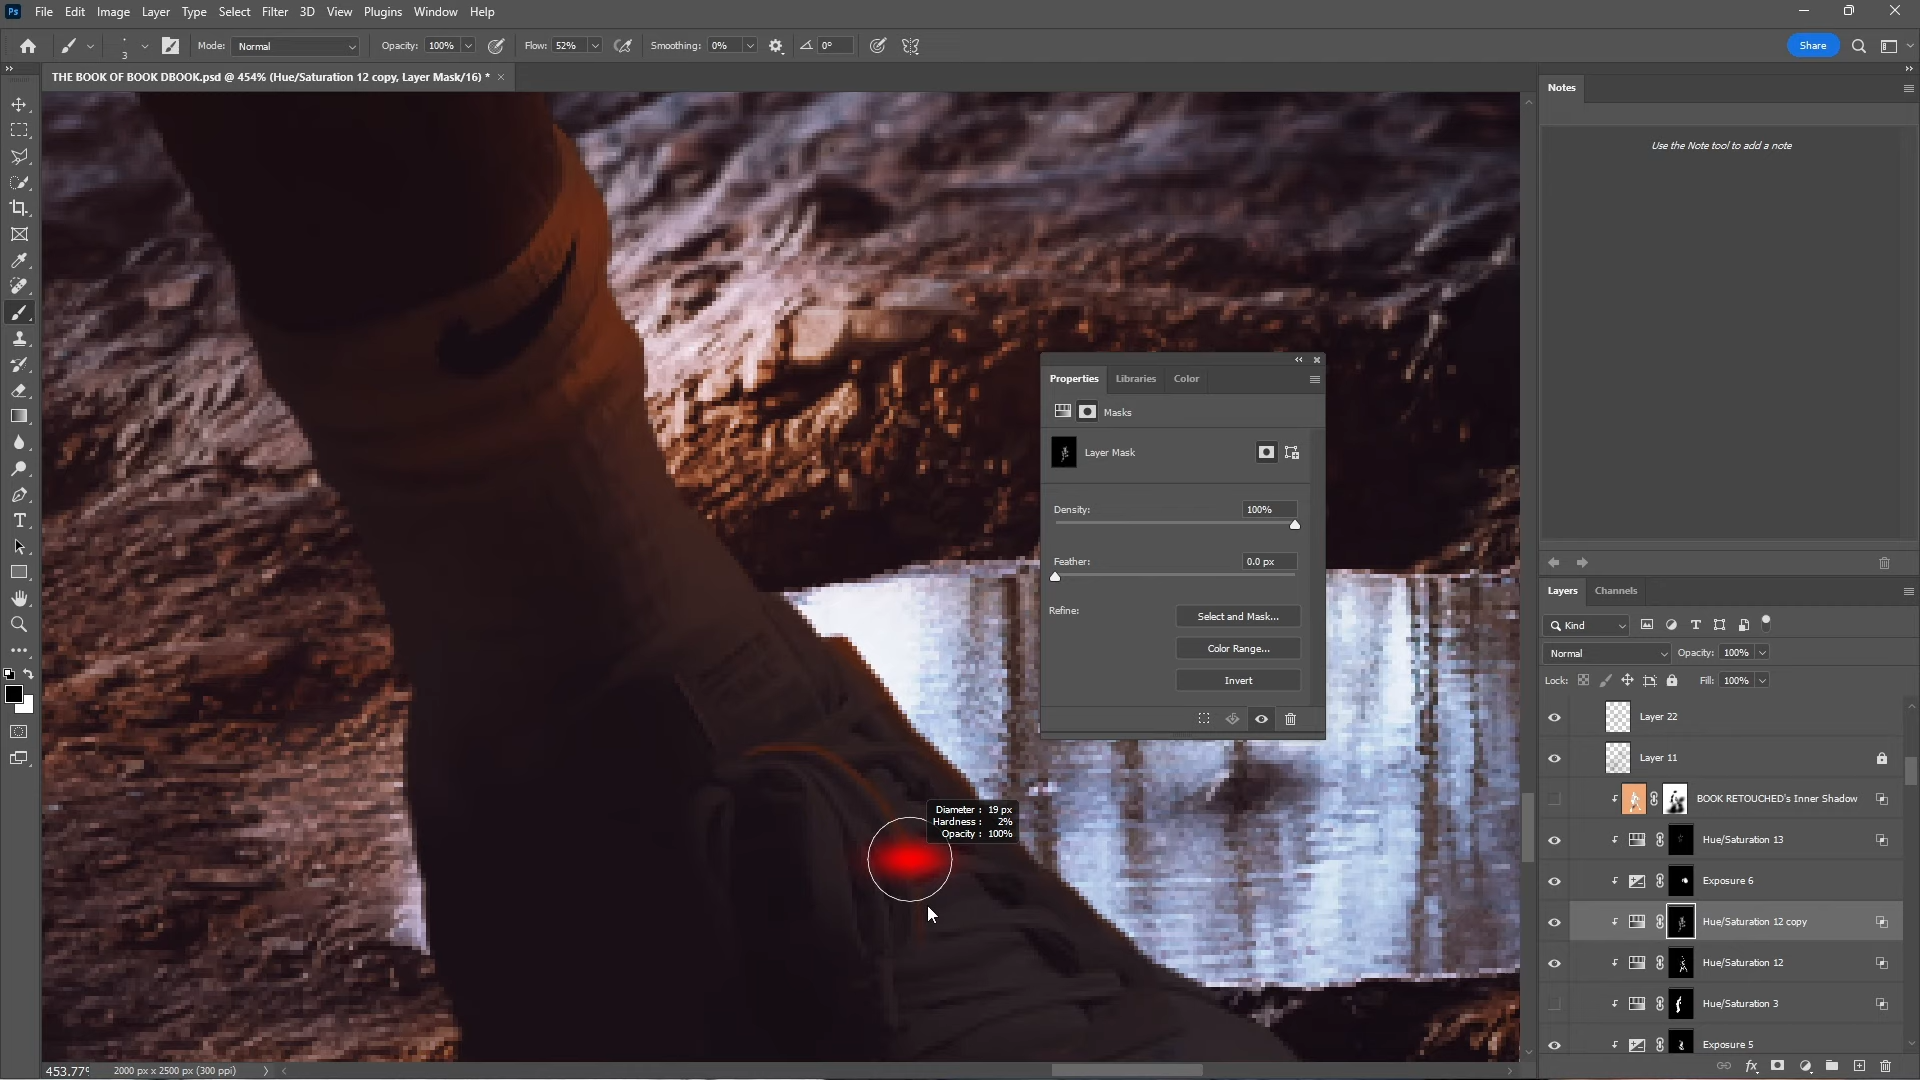 Ps File Edit Image Layer Type Select Filter 3D View Plugins Window Help
3 Mode: Normal Opacity: 100% Flow: 52% Smoothing: 0% 0° Share
THE BOOK OF BOOK DBOOK.psd @ 454% (Hue/Saturation 12 copy, Layer Mask/16) *
Notes
Use the Note tool to add a note
Properties Libraries Color
Masks
Layer Mask
Density: 100%
Feather: 0.0 px
Refine:
Select and Mask...
Color Range...
Invert
Diameter : 19 px
Hardness : 2%
Opacity : 100%
Layers Channels
Kind
Normal Opacity: 100%
Lock: Fill: 100%
Layer 22
Layer 11
BOOK RETOUCHED's Inner Shadow
Hue/Saturation 13
Exposure 6
Hue/Saturation 12 copy
Hue/Saturation 12
Hue/Saturation 3
Exposure 5
453.77% 2000 px x 2500 px (300 ppi)